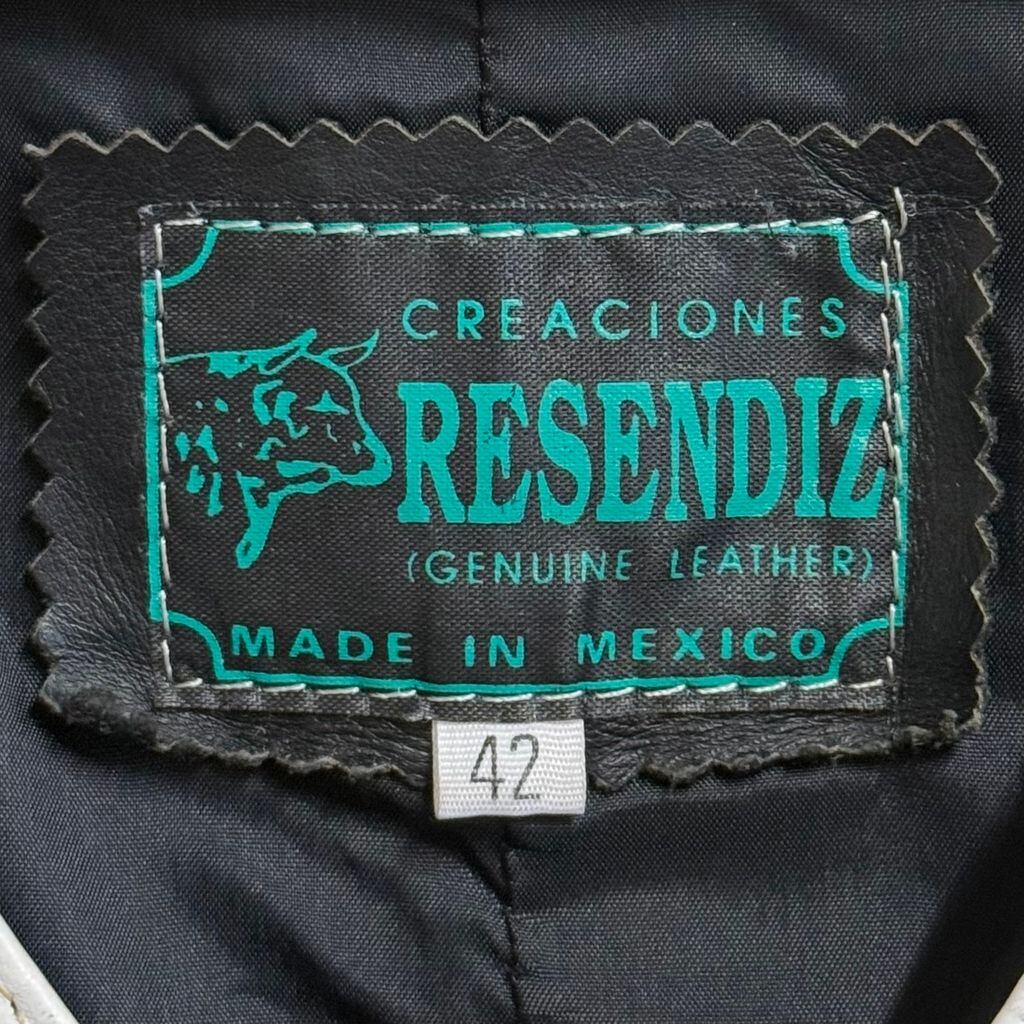 CREACIONES
RESENDIZ
(GENUINE LEATHER)
MADE IN MEXICO
42